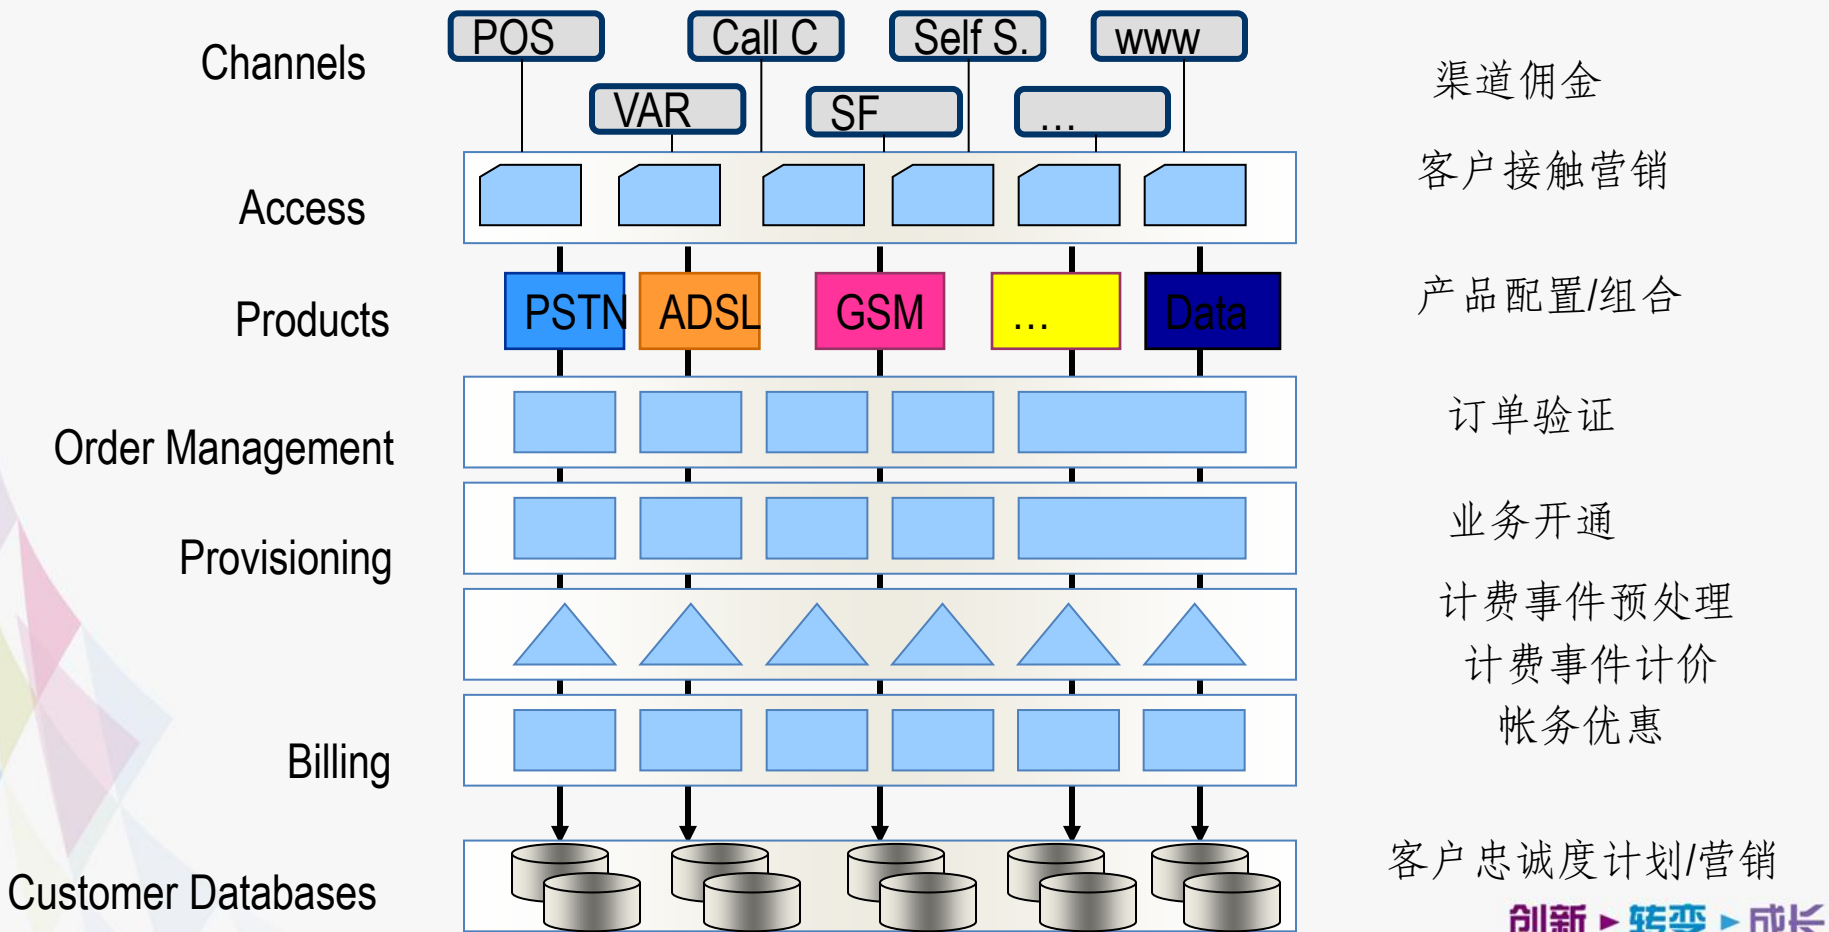 POS
Call C
Self S.
www
Channels
VAR
SF
...
渠道佣金
Access
客户接触营销
Products
PSTN
ADSL
GSM
...
Data
产品配置/组合
Order Management
订单验证
Provisioning
业务开通
计费事件预处理
计费事件计价
Billing
帐务优惠
Customer Databases
客户忠诚度计划/营销
创新►转变►成长